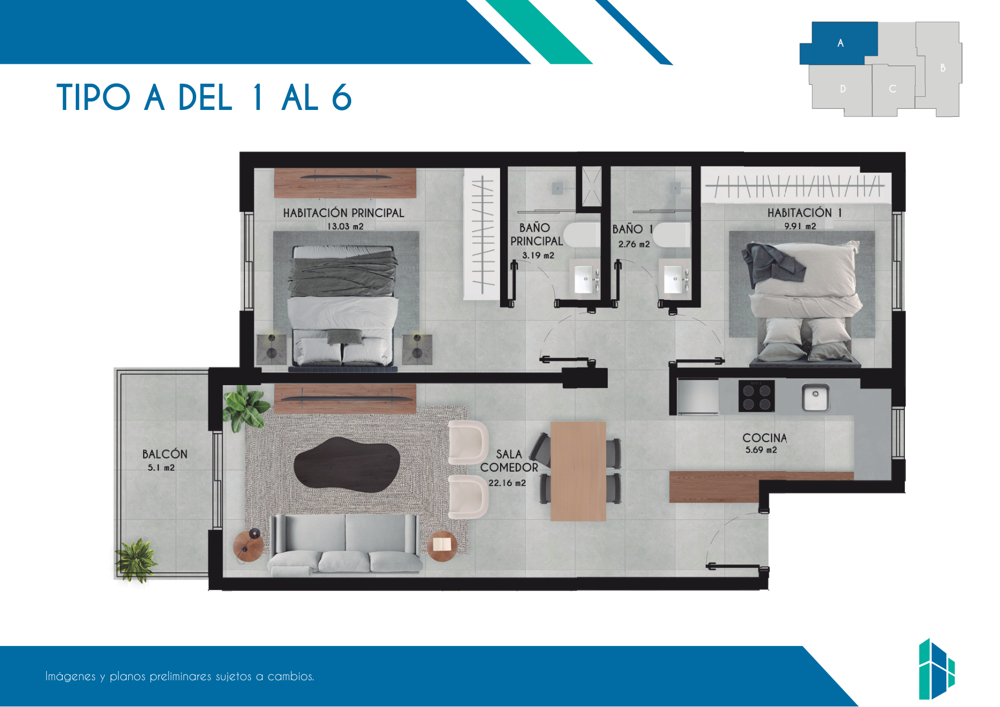 A
B
D
C
TIPO A DEL 1 AL 6
HABITACIÓN PRINCIPAL
13.03 m2
BAÑO
PRINCIPAL
3.19 m2
BAÑO 1
2.76 m2
HABITACIÓN 1
9.91 m2
BALCÓN
5.1 m2
SALA
COMEDOR
22.16 m2
COCINA
5.69 m2
Imágenes y planos preliminares sujetos a cambios.